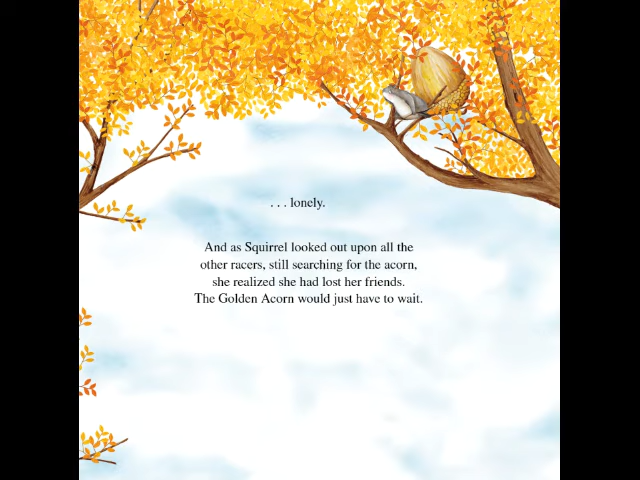 . . . lonely.
And as Squirrel looked out upon all the
other racers, still searching for the acorn,
she realized she had lost her friends.
The Golden Acorn would just have to wait.